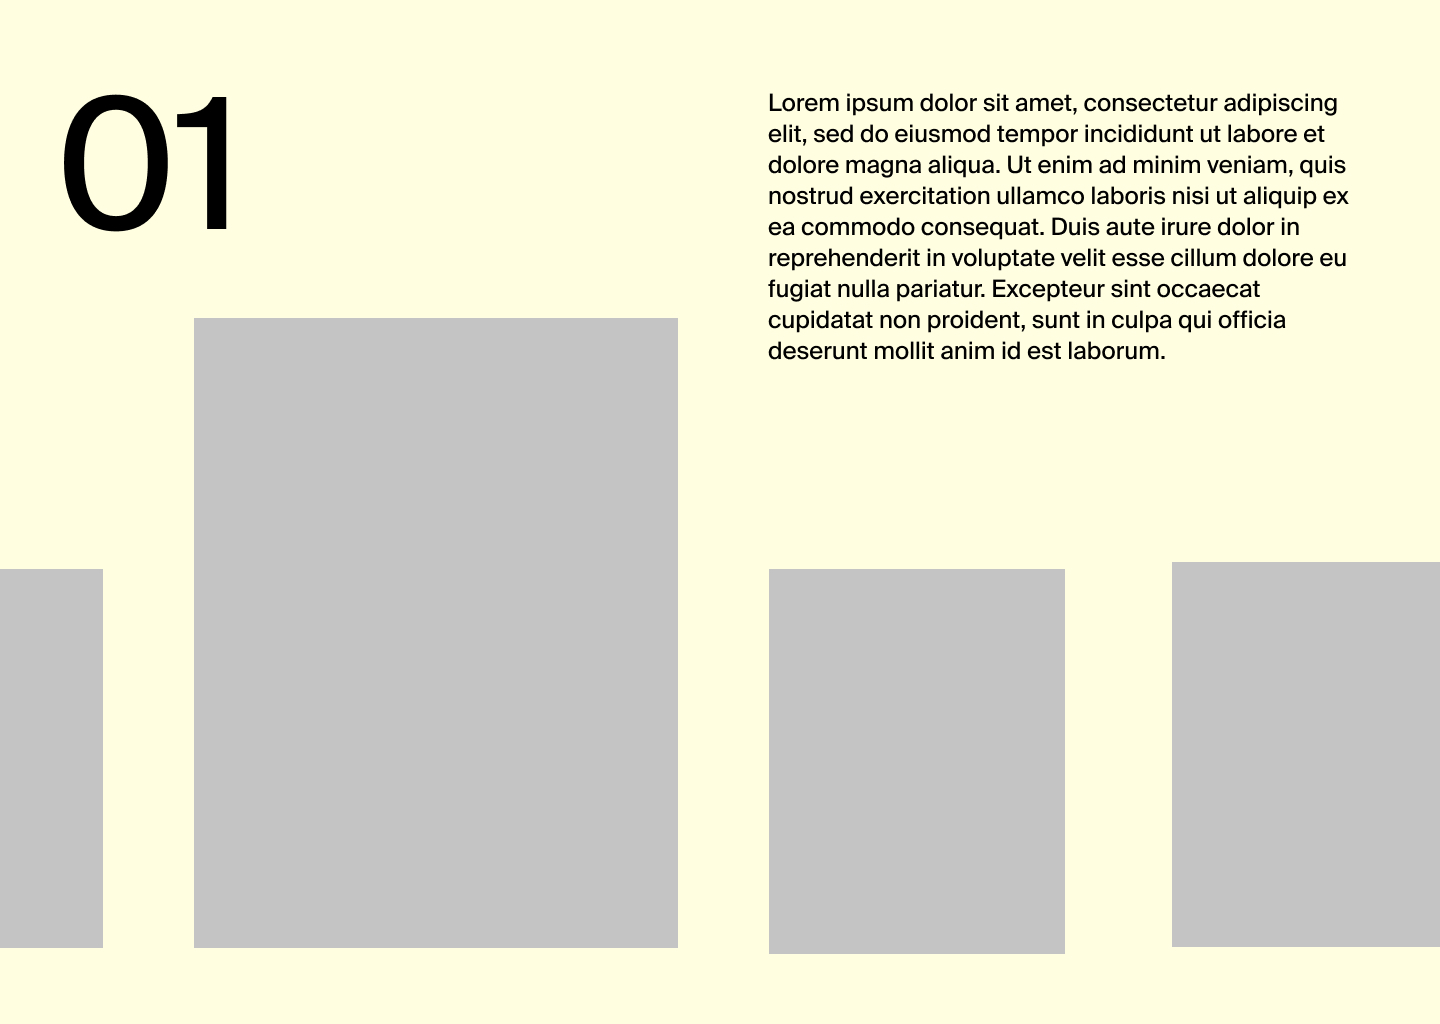 01
Lorem ipsum dolor sit amet, consectetur adipiscing
elit, sed do eiusmod tempor incididunt ut labore et
dolore magna aliqua. Ut enim ad minim veniam, quis
nostrud exercitation ullamco laboris nisi ut aliquip ex
ea commodo consequat. Duis aute irure dolor in
reprehenderit in voluptate velit esse cillum dolore eu
fugiat nulla pariatur. Excepteur sint occaecat
cupidatat non proident, sunt in culpa qui officia
deserunt mollit anim id est laborum.